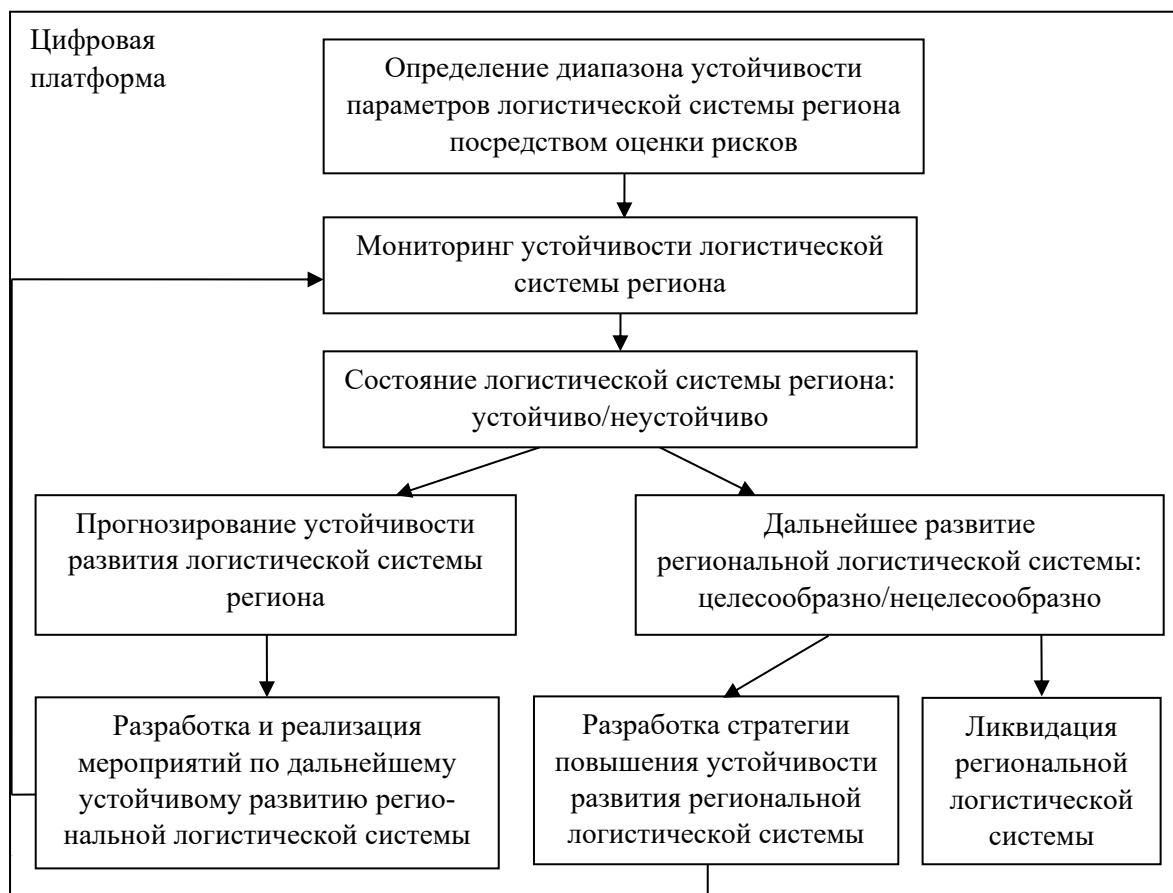 Цифровая
платформа
Определение диапазона устойчивости
параметров логистической системы региона
посредством оценки рисков
Мониторинг устойчивости логистической
системы региона
Состояние логистической системы региона:
устойчиво/неустойчиво
Прогнозирование устойчивости
развития логистической системы
региона
Дальнейшее развитие
региональной логистической системы:
целесообразно/нецелесообразно
Разработка и реализация
мероприятий по дальнейшему
устойчивому развитию регио-
нальной логистической системы
Разработка стратегии
повышения устойчивости
развития региональной
логистической системы
Ликвидация
региональной
логистической
системы